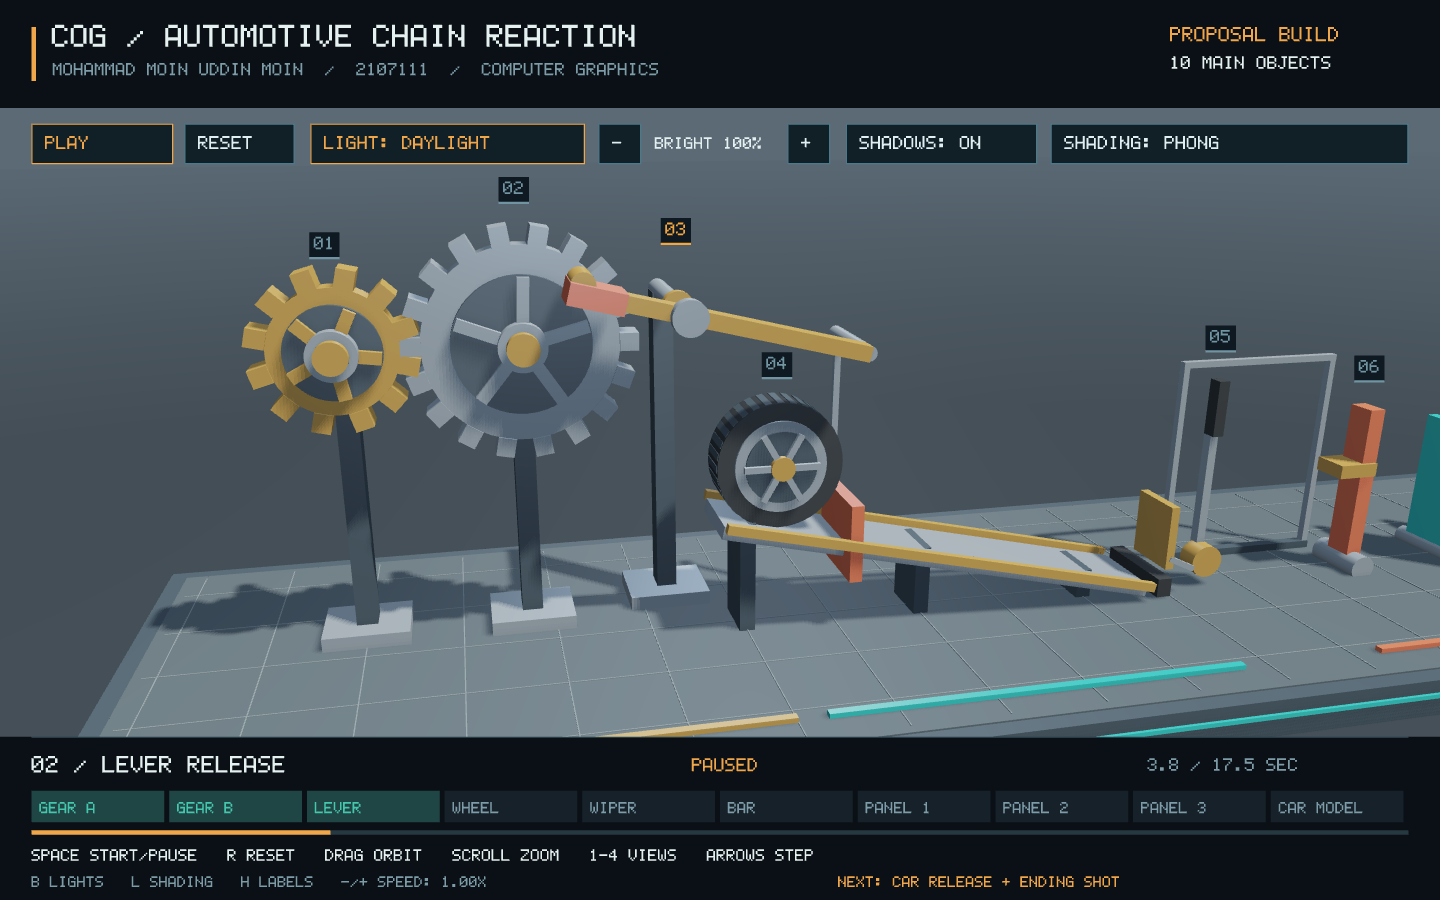 COG / AUTOMOTIVE CHAIN REACTION
MOHAMMAD MOIN UDDIN MOIN / 2107111 / COMPUTER GRAPHICS
PROPOSAL BUILD
10 MAIN OBJECTS
PLAY RESET LIGHT: DAYLIGHT - BRIGHT 100% + SHADOWS: ON SHADING: PHONG
02
03
01
05
04
06
02 / LEVER RELEASE PAUSED 3.8 / 17.5 SEC
GEAR A GEAR B LEVER WHEEL WIPER BAR PANEL 1 PANEL 2 PANEL 3 CAR MODEL
SPACE START/PAUSE R RESET DRAG ORBIT SCROLL ZOOM 1-4 VIEWS ARROWS STEP
B LIGHTS L SHADING H LABELS -/+ SPEED: 1.00X NEXT: CAR RELEASE + ENDING SHOT